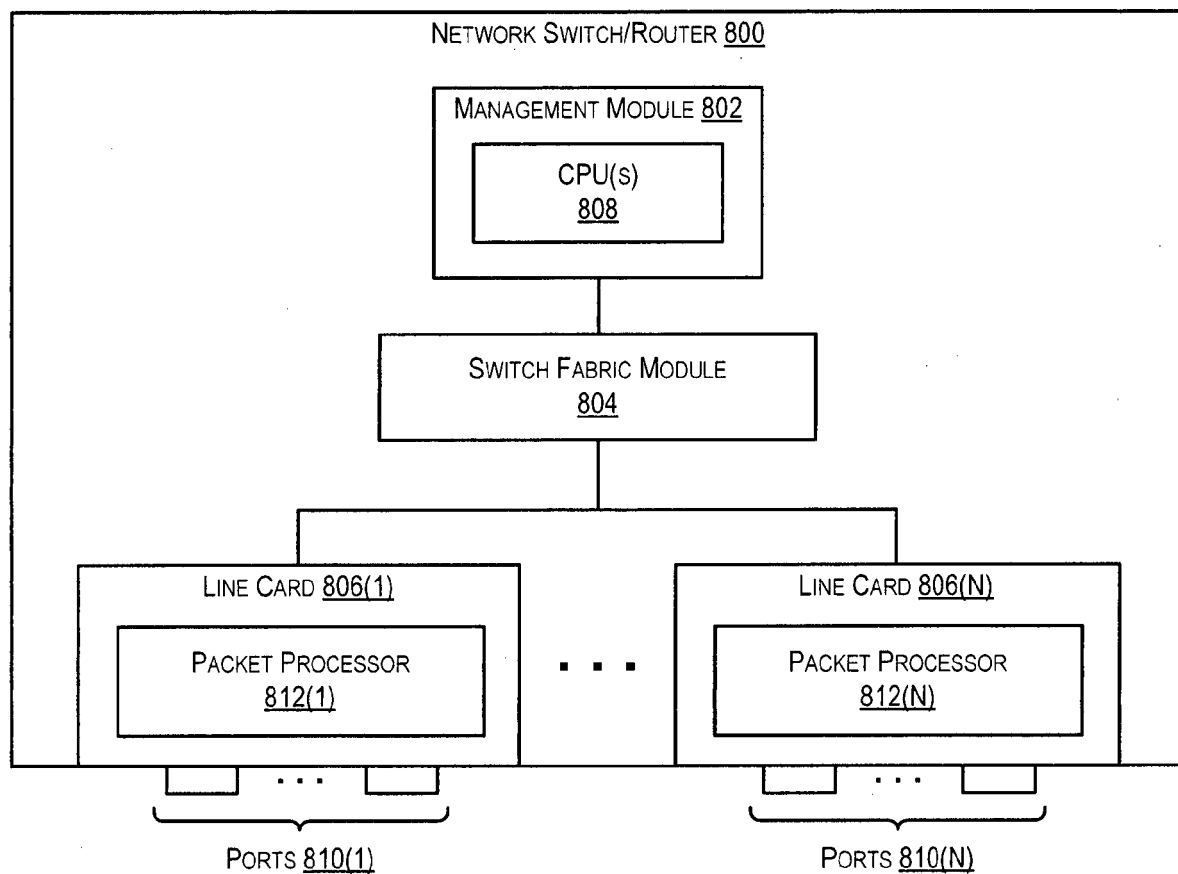 NETWORK SWITCH/ROUTER 800
MANAGEMENT MODULE 802
CPU(S)
808
SWITCH FABRIC MODULE
804
LINE CARD 806(1)
PACKET PROCESSOR
812(1)
LINE CARD 806(N)
PACKET PROCESSOR
812(N)
PORTS 810(1)
PORTS 810(N)